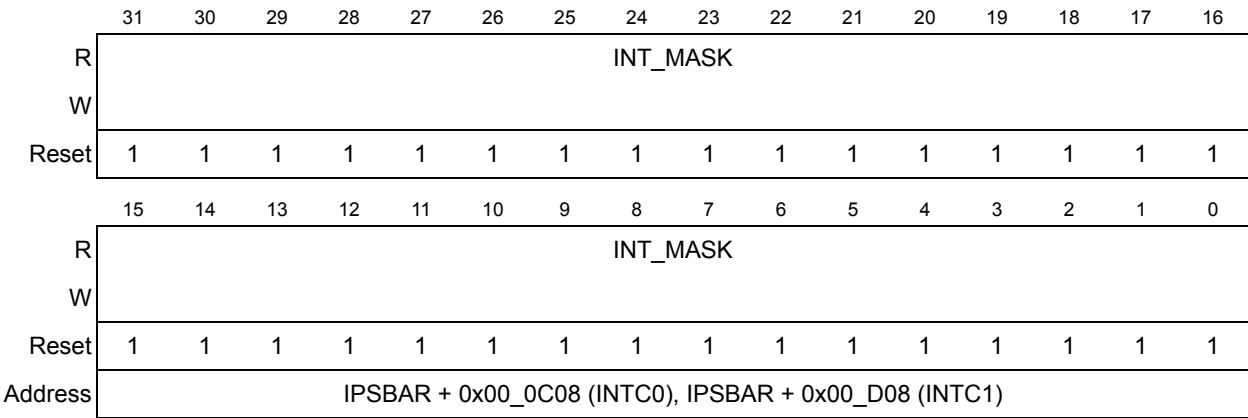 31 30 29 28 27 26 25 24 23 22 21 20 19 18 17 16
R INT_MASK
W
Reset 1 1 1 1 1 1 1 1 1 1 1 1 1 1 1 1
15 14 13 12 11 10 9 8 7 6 5 4 3 2 1 0
R INT_MASK
W
Reset 1 1 1 1 1 1 1 1 1 1 1 1 1 1 1 1
Address IPSBAR + 0x00_0C08 (INTC0), IPSBAR + 0x00_D08 (INTC1)